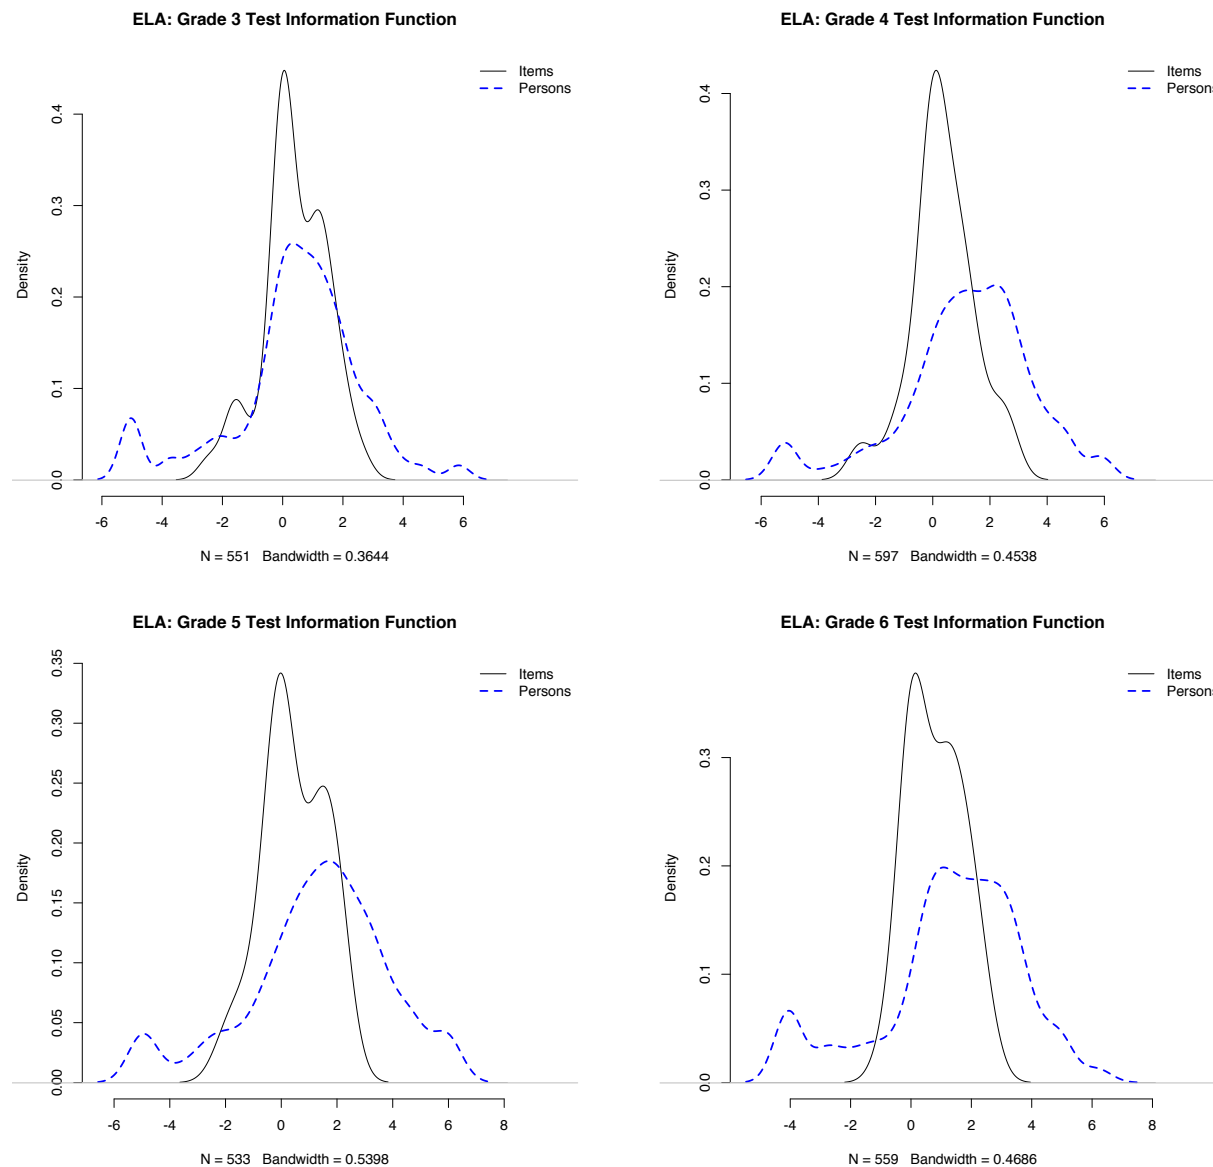 ELA: Grade 3 Test Information Function
Items
Persons
Density
0.0 0.1 0.2 0.3 0.4
-6 -4 -2 0 2 4 6
N = 551 Bandwidth = 0.3644
ELA: Grade 4 Test Information Function
Items
Persons
Density
0.0 0.1 0.2 0.3 0.4
-6 -4 -2 0 2 4 6
N = 597 Bandwidth = 0.4538
ELA: Grade 5 Test Information Function
Items
Persons
Density
0.00 0.05 0.10 0.15 0.20 0.25 0.30 0.35
-6 -4 -2 0 2 4 6 8
N = 533 Bandwidth = 0.5398
ELA: Grade 6 Test Information Function
Items
Persons
Density
0.0 0.1 0.2 0.3
-4 -2 0 2 4 6 8
N = 559 Bandwidth = 0.4686